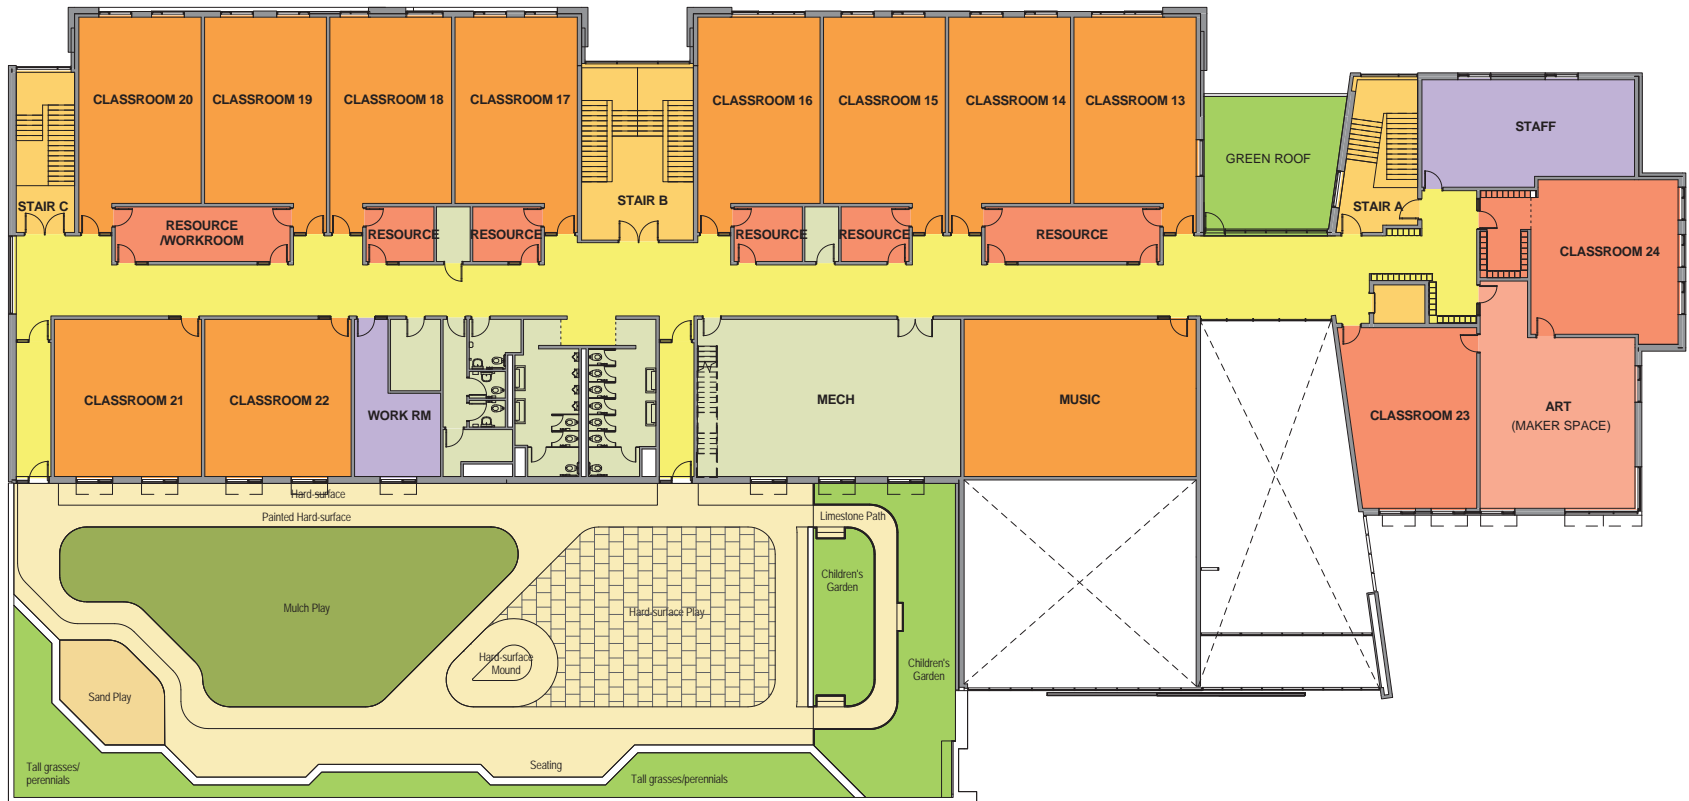 CLASSROOM 20
CLASSROOM 19
CLASSROOM 18
CLASSROOM 17
CLASSROOM 16
CLASSROOM 15
CLASSROOM 14
CLASSROOM 13
STAFF
GREEN ROOF
STAIR C
STAIR B
STAIR A
RESOURCE
/WORKROOM
RESOURCE
RESOURCE
RESOURCE
RESOURCE
RESOURCE
CLASSROOM 24
CLASSROOM 21
CLASSROOM 22
WORK RM
MECH
MUSIC
CLASSROOM 23
ART
(MAKER SPACE)
Hard-surface
Painted Hard-surface
Limestone Path
Children's
Garden
Mulch Play
Hard-surface Play
Hard-surface
Mound
Children's
Garden
Sand Play
Seating
Tall grasses/
perennials
Tall grasses/perennials